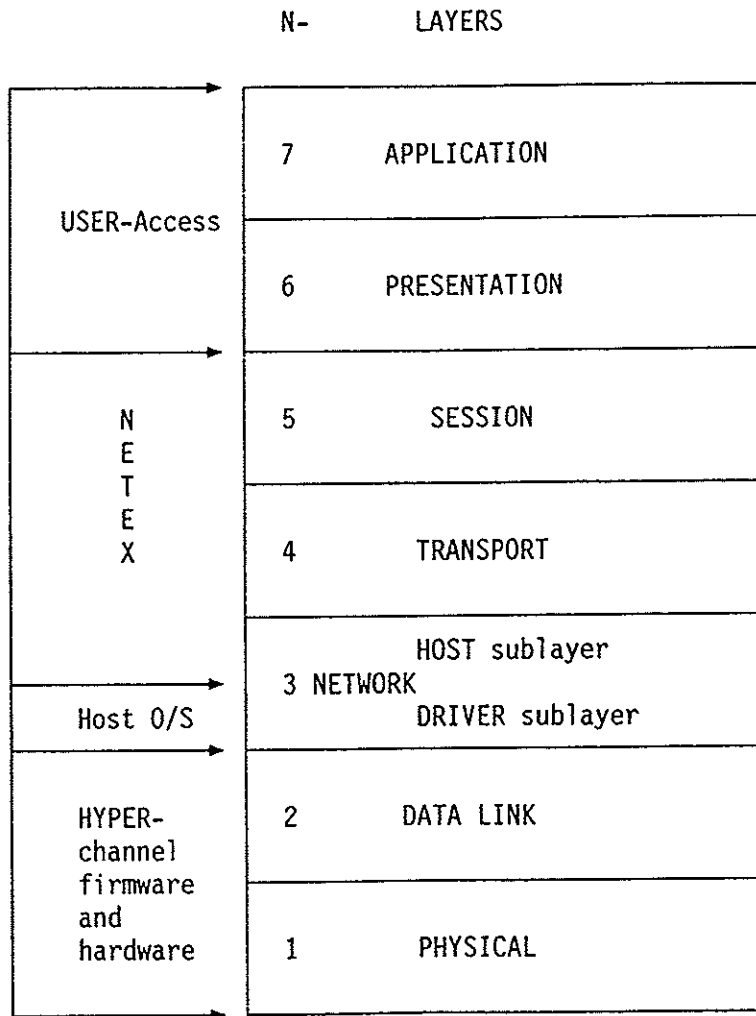 N- LAYERS
7 APPLICATION
USER-Access
6 PRESENTATION
N
E
T
E
X
5 SESSION
4 TRANSPORT
HOST sublayer
3 NETWORK
Host O/S
DRIVER sublayer
HYPER-
channel
firmware
and
hardware
2 DATA LINK
1 PHYSICAL